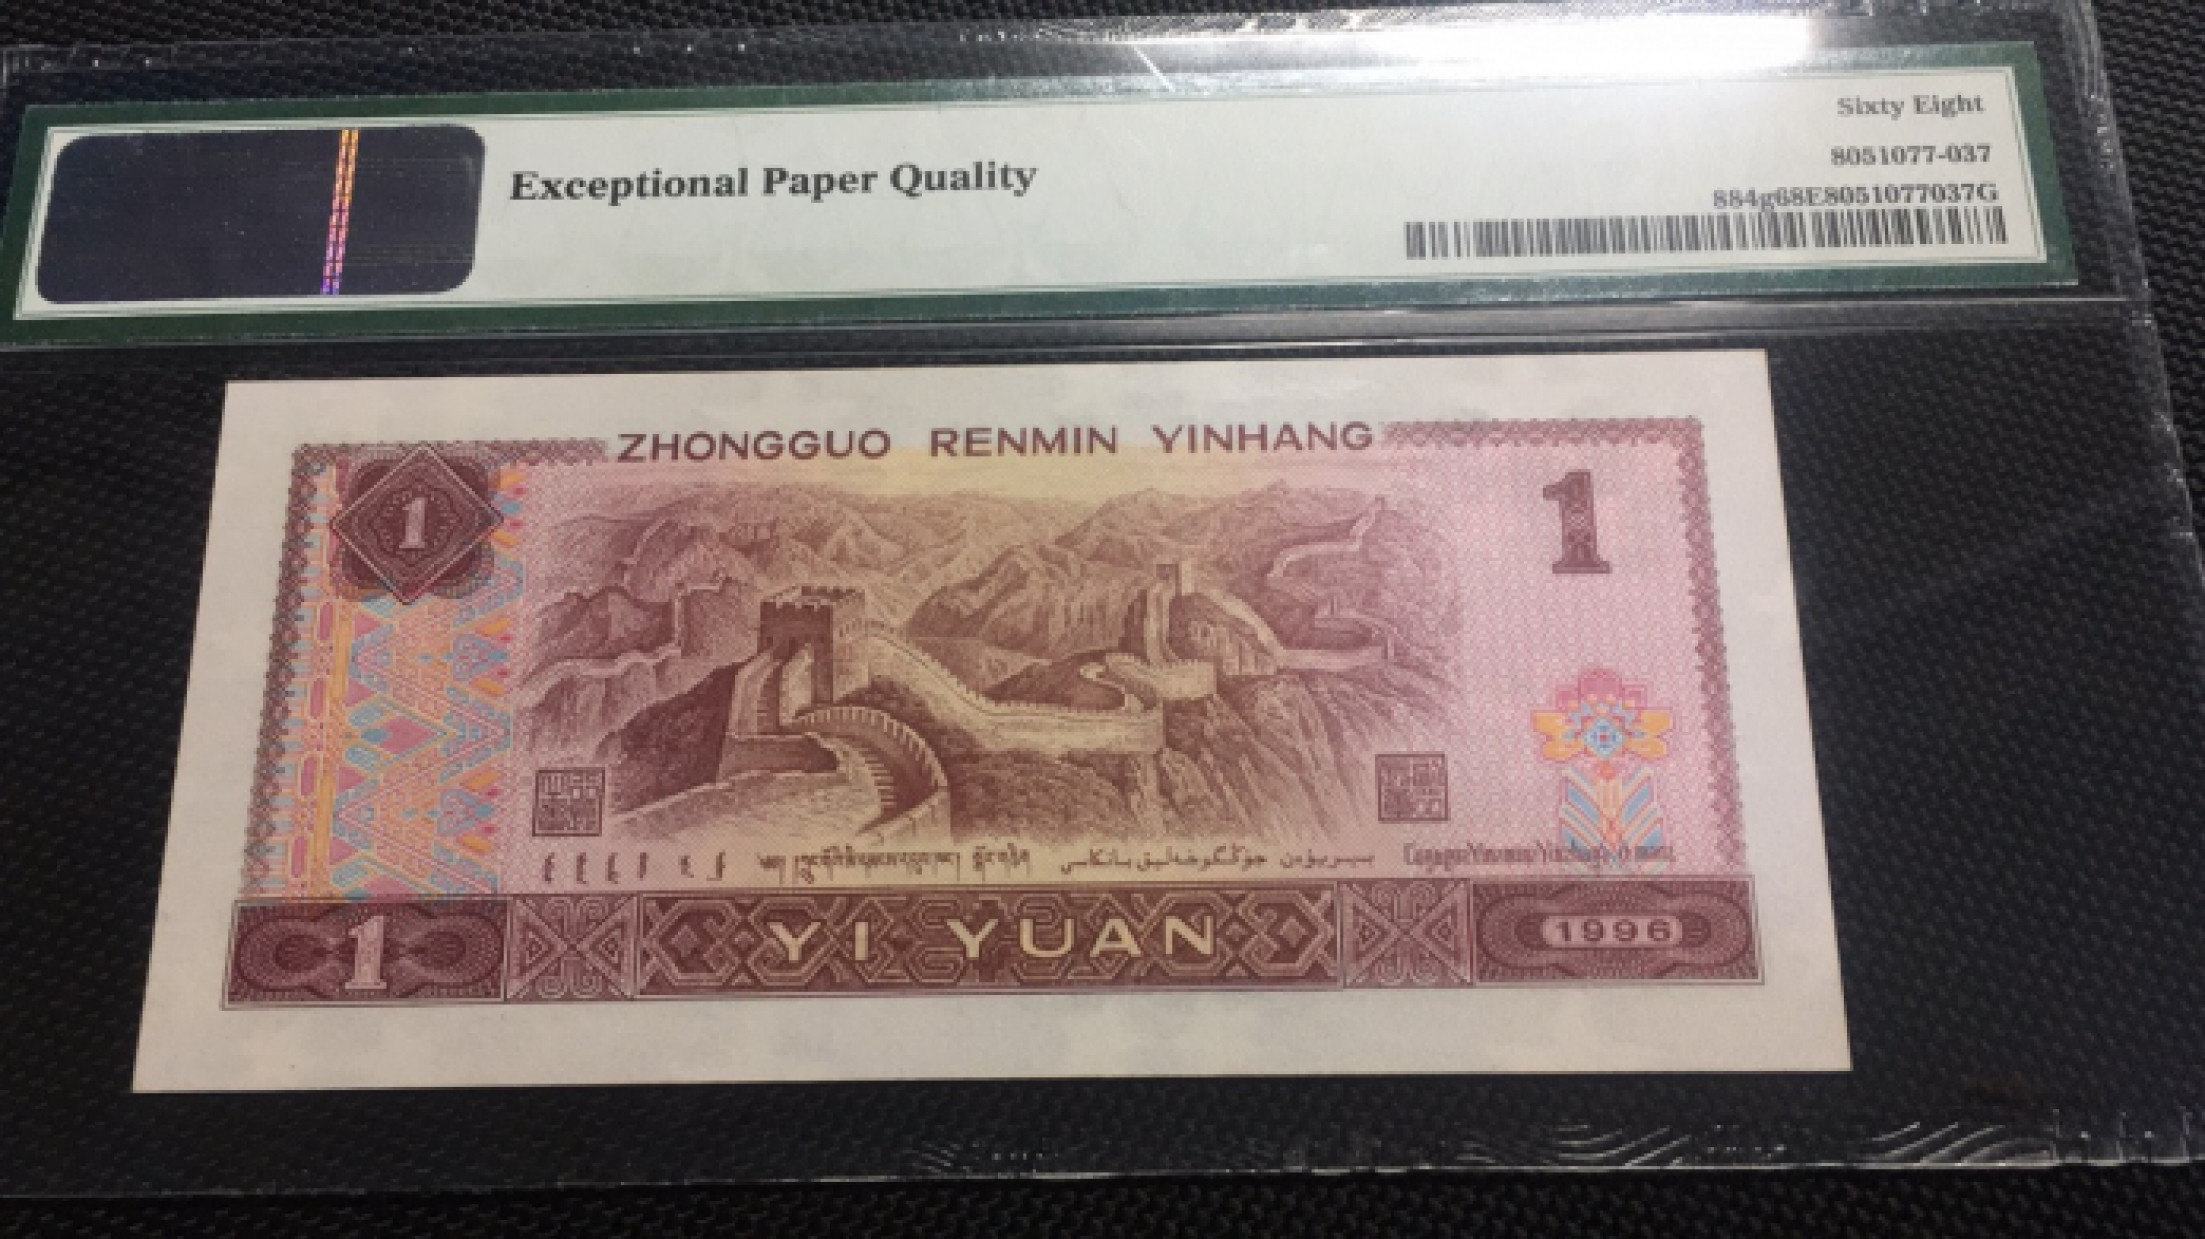 Sixty Eight
Exceptional Paper Quality
8051077-037
884g68E8051077037G
ZHONGGUO RENMIN YINHANG
1
1
1 YI YUAN 1996